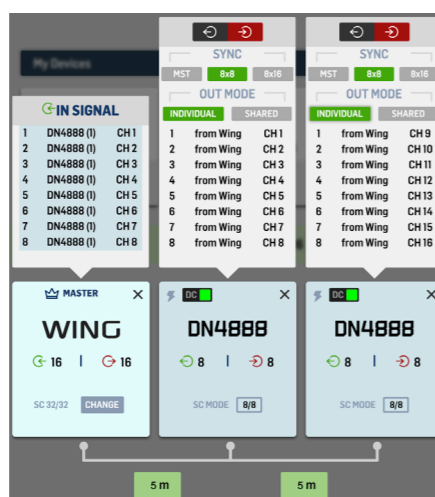 My Devices
IN SIGNAL
1 DN4888 (1) CH 1
2 DN4888 (1) CH 2
3 DN4888 (1) CH 3
4 DN4888 (1) CH 4
5 DN4888 (1) CH 5
6 DN4888 (1) CH 6
7 DN4888 (1) CH 7
8 DN4888 (1) CH 8
SYNC
MST 8x8 8x16
OUT MODE
INDIVIDUAL SHARED
1 from Wing CH 1
2 from Wing CH 2
3 from Wing CH 3
4 from Wing CH 4
5 from Wing CH 5
6 from Wing CH 6
7 from Wing CH 7
8 from Wing CH 8
SYNC
MST 8x8 8x16
OUT MODE
INDIVIDUAL SHARED
1 from Wing CH 9
2 from Wing CH 10
3 from Wing CH 11
4 from Wing CH 12
5 from Wing CH 13
6 from Wing CH 14
7 from Wing CH 15
8 from Wing CH 16
MASTER X
WING
16 | 16
SC 32/32 CHANGE
DC X
DN4888
8 | 8
SC MODE 8/8
DC X
DN4888
8 | 8
SC MODE 8/8
5 m
5 m